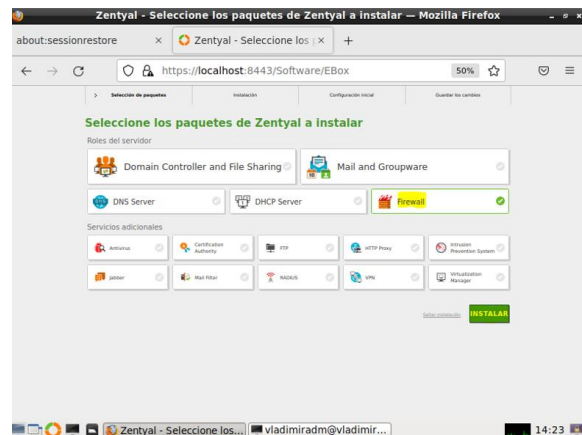 Zentyal - Seleccione los paquetes de Zentyal a instalar — Mozilla Firefox
about:sessionrestore
Zentyal - Seleccione los p
https://localhost:8443/Software/EBox
50%
Selección de paquetes
Instalación
Configuración inicial
Guardar los cambios
Seleccione los paquetes de Zentyal a instalar
Roles del servidor
Domain Controller and File Sharing
Mail and Groupware
DNS Server
DHCP Server
Firewall
Servicios adicionales
Antivirus
Certification Authority
FTP
HTTP Proxy
Intrusion Prevention System
Jabber
Mail Filter
RADIUS
VPN
Virtualization Manager
Saltar instalación
INSTALAR
Zentyal - Seleccione los...
vladimiradm@vladimir...
14:23